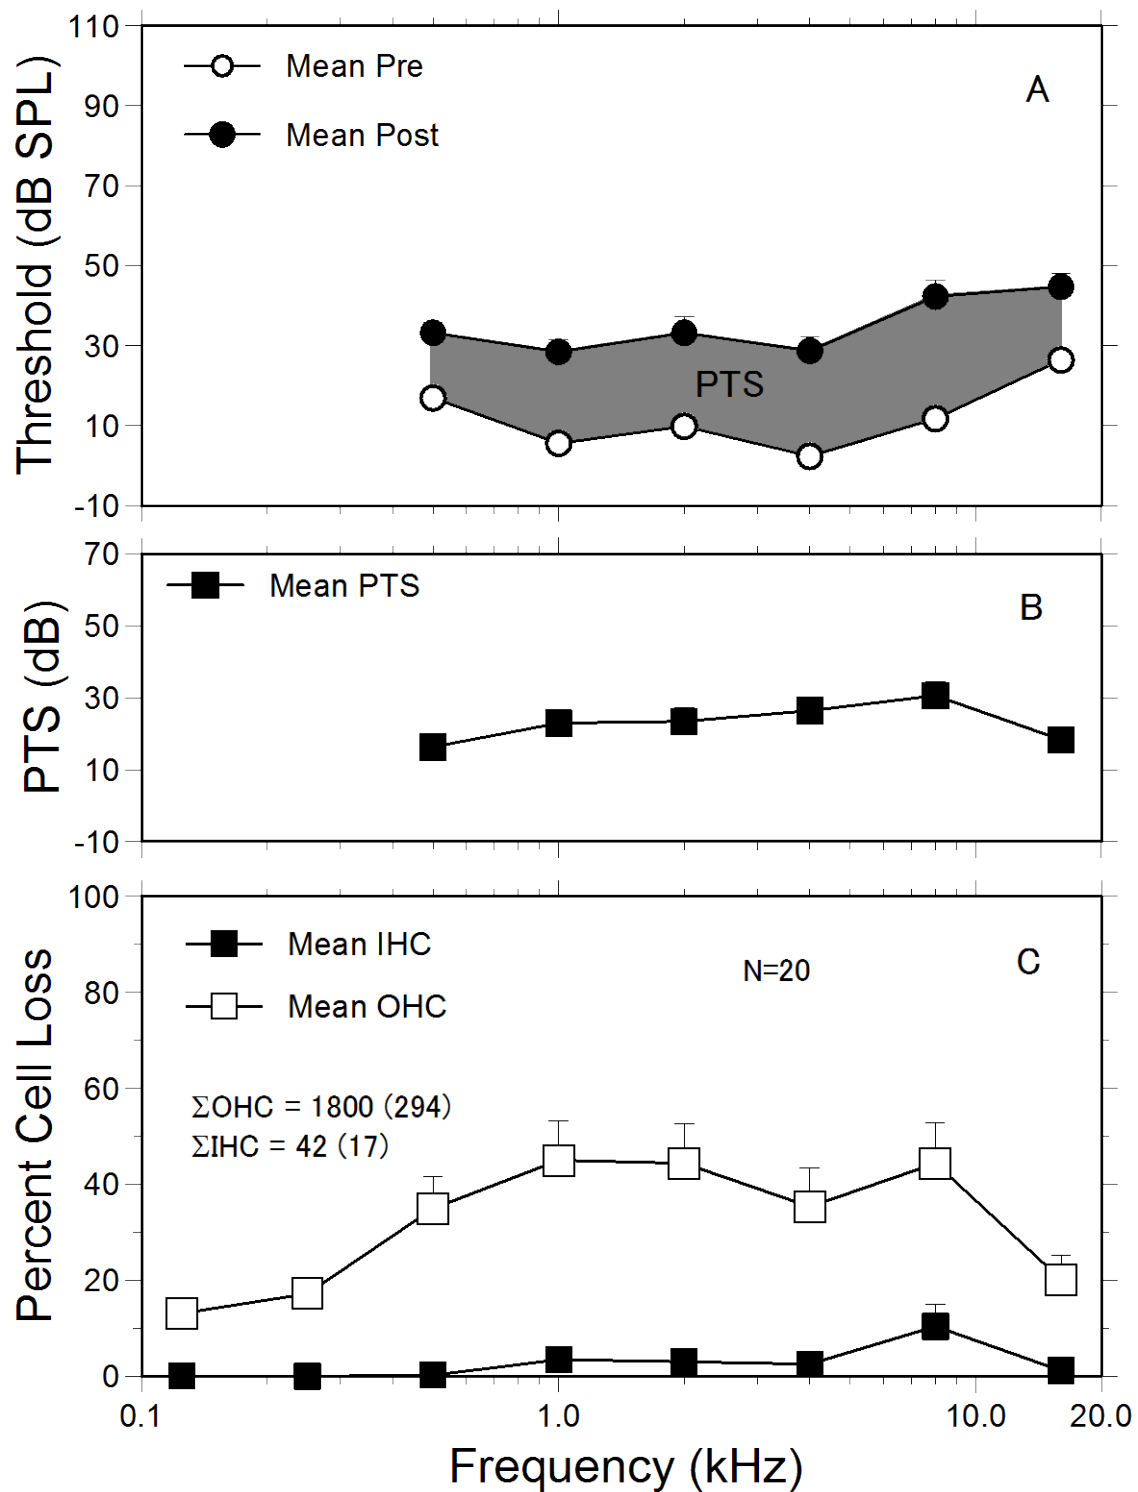 Threshold (dB SPL)
110
90
70
50
30
10
-10
Mean Pre
Mean Post
A
PTS
PTS (dB)
70
50
30
10
-10
Mean PTS
B
Percent Cell Loss
100
80
60
40
20
0
Mean IHC
Mean OHC
N=20
C
ΣOHC = 1800 (294)
ΣIHC = 42 (17)
0.1 1.0 10.0 20.0
Frequency (kHz)